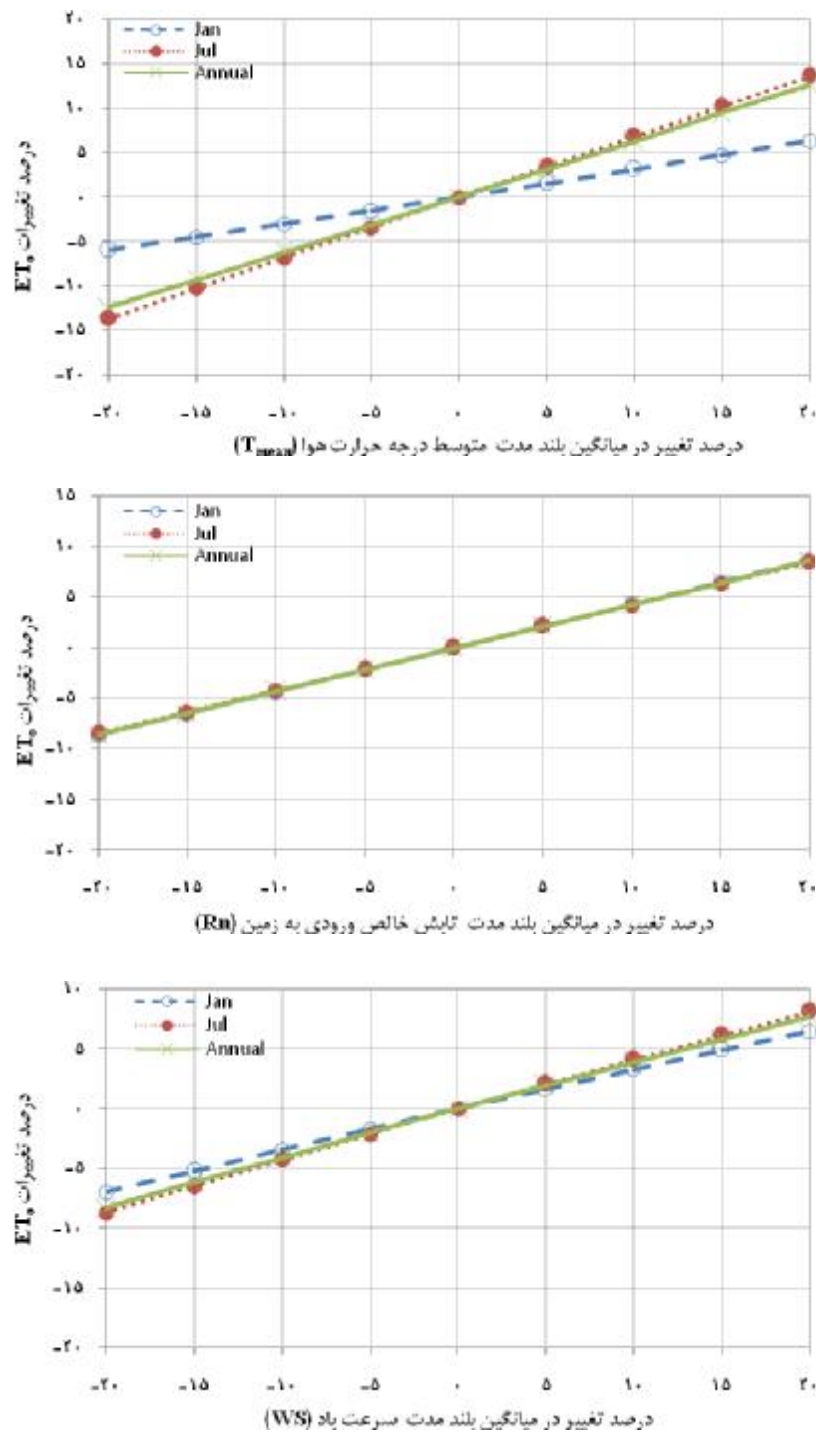 ۲۰
۱۵
۱۰
۵
۰
-۵
-۱۰
-۱۵
-۲۰
Jan
Jul
Annual
درصد تغییرات ET₀
-۲۰ -۱۵ -۱۰ -۵ ۰ ۵ ۱۰ ۱۵ ۲۰
درصد تغییر در میانگین بلند مدت متوسط درجه حرارت هوا (Tmean)
۱۵
۱۰
۵
۰
-۵
-۱۰
-۱۵
-۲۰
Jan
Jul
Annual
درصد تغییرات ET₀
-۲۰ -۱۵ -۱۰ -۵ ۰ ۵ ۱۰ ۱۵ ۲۰
درصد تغییر در میانگین بلند مدت تابش خالص ورودی به زمین (Rn)
۱۰
۵
۰
-۵
-۱۰
-۱۵
-۲۰
Jan
Jul
Annual
درصد تغییرات ET₀
-۲۰ -۱۵ -۱۰ -۵ ۰ ۵ ۱۰ ۱۵ ۲۰
درصد تغییر در میانگین بلند مدت سرعت باد (WS)